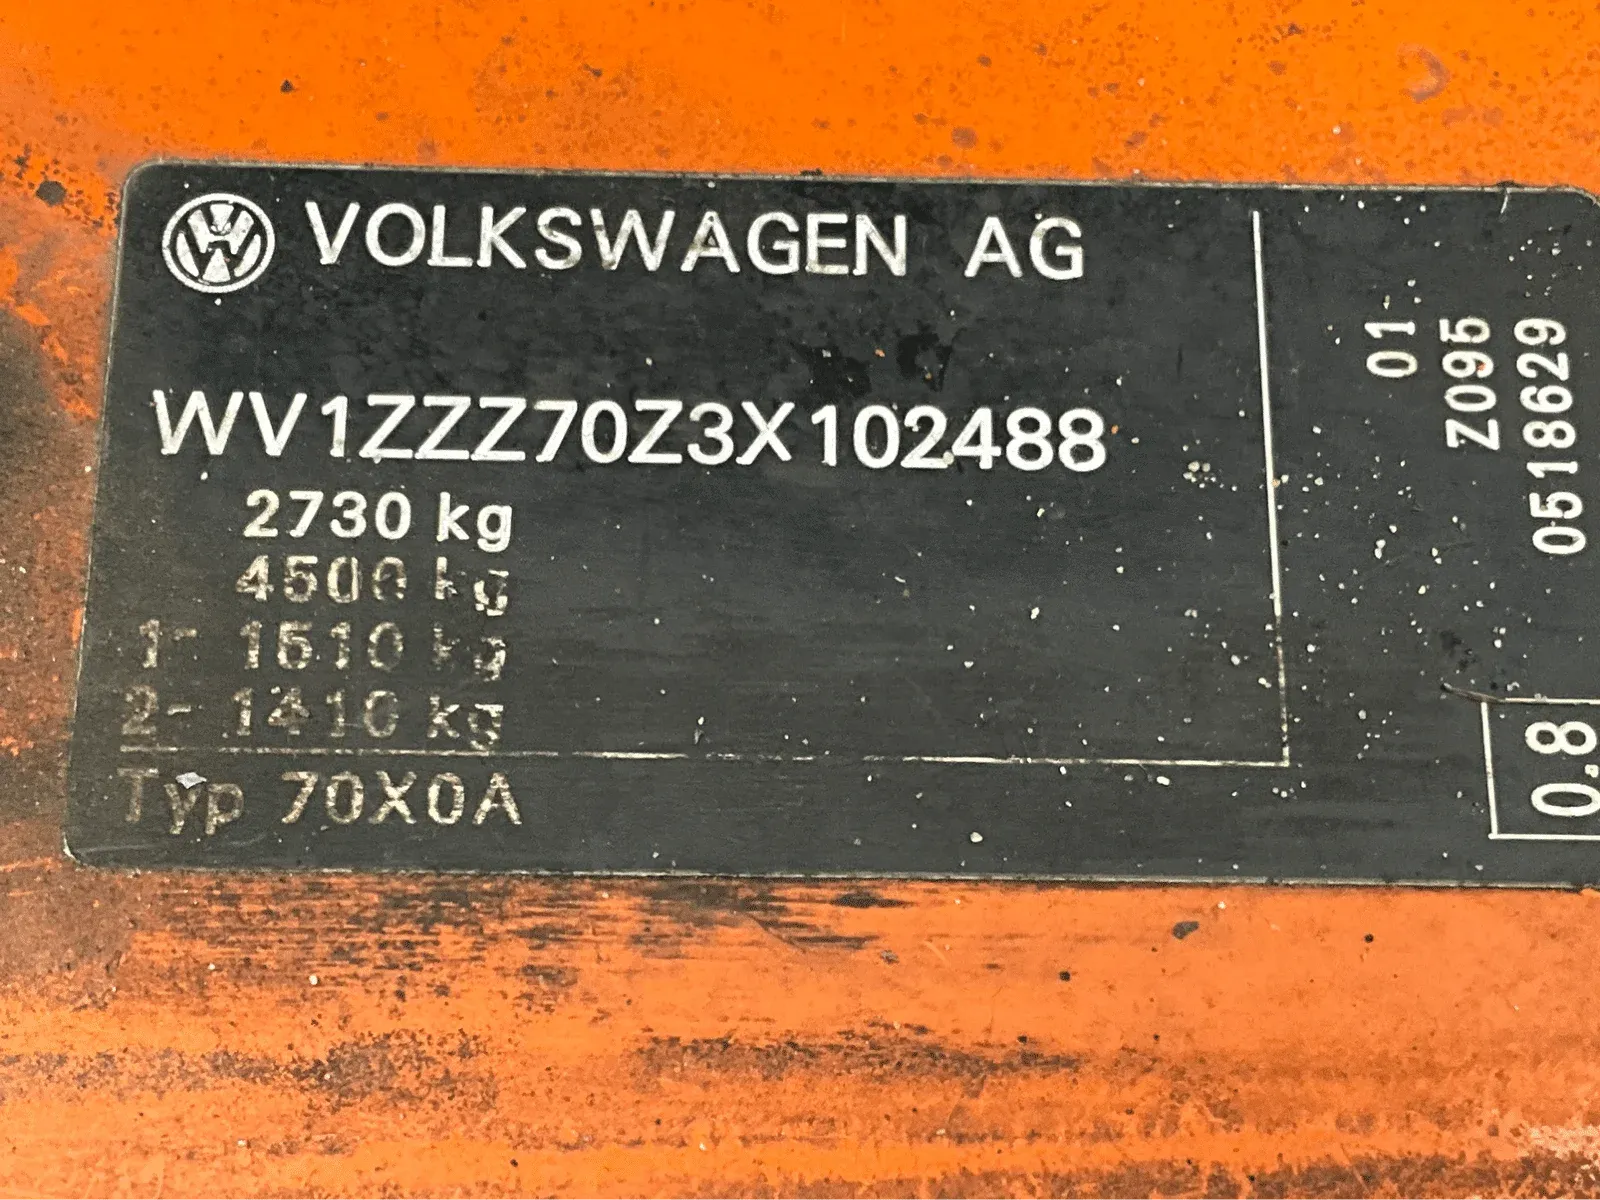 VOLKSWAGEN AG
WV1ZZZ70Z3X102488
2730 kg
4500 kg
1- 1510 kg
2- 1410 kg
Typ 70X0A
01
Z095
0518629
0.8